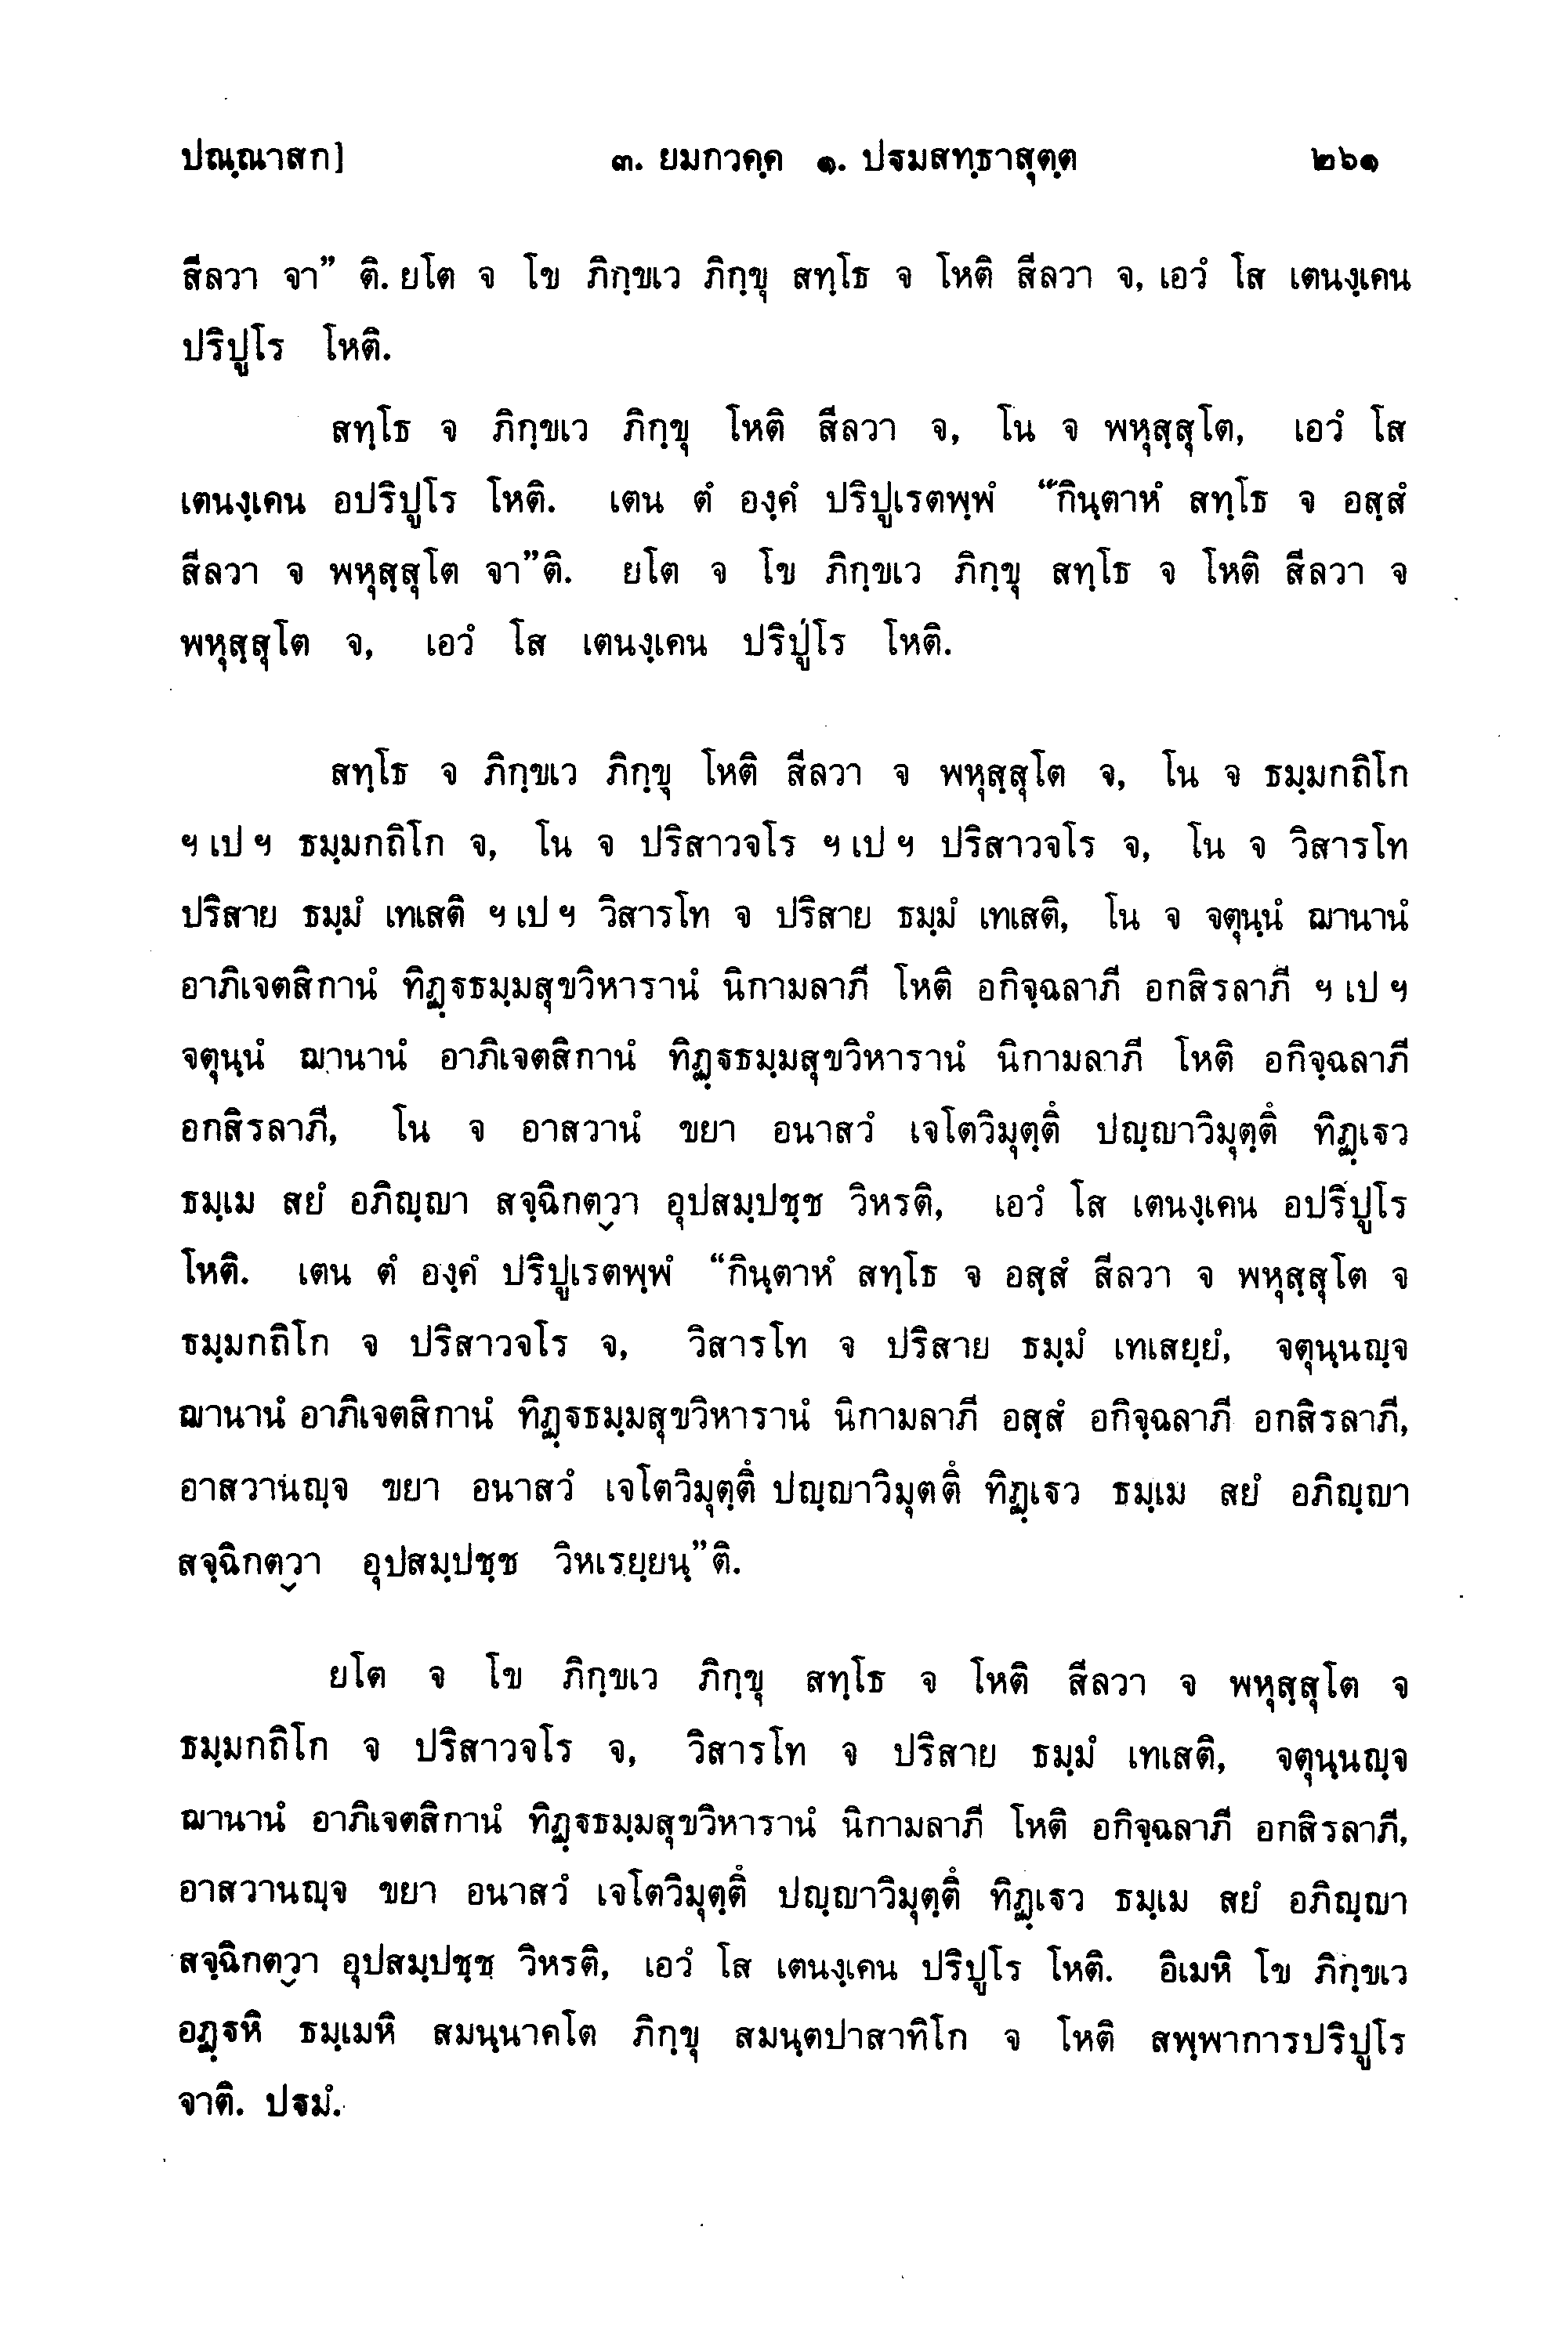 ปณฺณาสก]	๓. ยมกวคฺค ๑. ปฐมสทฺธาสุตฺต	๒๖๑
สีลวา จา” ติ. ยโต จ โข ภิกฺขเว ภิกฺขุ สทฺโธ จ โหติ สีลวา จ, เอวํ โส เตนงฺเคน
ปริปูโร โหติ.
สทฺโธ จ ภิกฺขเว ภิกฺขุ โหติ สีลวา จ, โน จ พหุสฺสุโต, เอวํ โส
เตนงฺเคน อปริปูโร โหติ. เตน ตํ องฺคํ ปริปูเรตพฺพํ “กินฺตาหํ สทฺโธ จ อสฺสํ
สีลวา จ พหุสฺสุโต จา”ติ. ยโต จ โข ภิกฺขเว ภิกฺขุ สทฺโธ จ โหติ สีลวา จ
พหุสฺสุโต จ, เอวํ โส เตนงฺเคน ปริปูโร โหติ.
สทฺโธ จ ภิกฺขเว ภิกฺขุ โหติ สีลวา จ พหุสฺสุโต จ, โน จ ธมฺมกถิโก
ฯ เป ฯ ธมฺมกถิโก จ, โน จ ปริสาวจโร ฯ เป ฯ ปริสาวจโร จ, โน จ วิสารโท
ปริสาย ธมฺมํ เทเสติ ฯ เป ฯ วิสารโท จ ปริสาย ธมฺมํ เทเสติ, โน จ จตุนฺนํ ฌานานํ
อาภิเจตสิกานํ ทิฏฺฐธมฺมสุขวิหารานํ นิกามลาภี โหติ อกิจฺฉลาภี อกสิรลาภี ฯ เป ฯ
จตุนฺนํ ฌานานํ อาภิเจตสิกานํ ทิฏฺฐธมฺมสุขวิหารานํ นิกามลาภี โหติ อกิจฺฉลาภี
อกสิรลาภี, โน จ อาสวานํ ขยา อนาสวํ เจโตวิมุตฺตึ ปญฺญาวิมุตฺตึ ทิฏฺเฐว
ธมฺเม สยํ อภิญฺญา สจฺฉิกตฺวา อุปสมฺปชฺช วิหรติ, เอวํ โส เตนงฺเคน อปริปูโร
โหติ. เตน ตํ องฺคํ ปริปูเรตพฺพํ “กินฺตาหํ สทฺโธ จ อสฺสํ สีลวา จ พหุสฺสุโต จ
ธมฺมกถิโก จ ปริสาวจโร จ, วิสารโท จ ปริสาย ธมฺมํ เทเสยฺยํ, จตุนฺนญฺจ
ฌานานํ อาภิเจตสิกานํ ทิฏฺฐธมฺมสุขวิหารานํ นิกามลาภี อสฺสํ อกิจฺฉลาภี อกสิรลาภี,
อาสวานญฺจ ขยา อนาสวํ เจโตวิมุตฺตึ ปญฺญาวิมุตตึ ทิฏฺเฐว ธมฺเม สยํ อภิญฺญา
สจฺฉิกตฺวา อุปสมฺปชฺช วิหเรยฺยนฺ”ติ.
ยโต จ โข ภิกฺขเว ภิกฺขุ สทฺโธ จ โหติ สีลวา จ พหุสฺสุโต จ
ธมฺมกถิโก จ ปริสาวจโร จ, วิสารโท จ ปริสาย ธมฺมํ เทเสติ, จตุนฺนญฺจ
ฌานานํ อาภิเจตสิกานํ ทิฏฺฐธมฺมสุขวิหารานํ นิกามลาภี โหติ อกิจฺฉลาภี อกสิรลาภี,
อาสวานญฺจ ขยา อนาสวํ เจโตวิมุตฺตึ ปญฺญาวิมุตฺตึ ทิฏฺเฐว ธมฺเม สยํ อภิญฺญา
สจฺฉิกตฺวา อุปสมฺปชฺช วิหรติ, เอวํ โส เตนงฺเคน ปริปูโร โหติ. อิเมหิ โข ภิกฺขเว
อฏฺฐหิ ธมฺเมหิ สมนฺนาคโต ภิกฺขุ สมนฺตปาสาทิโก จ โหติ สพฺพาการปริปูโร
จาติ. ปฐมํ.